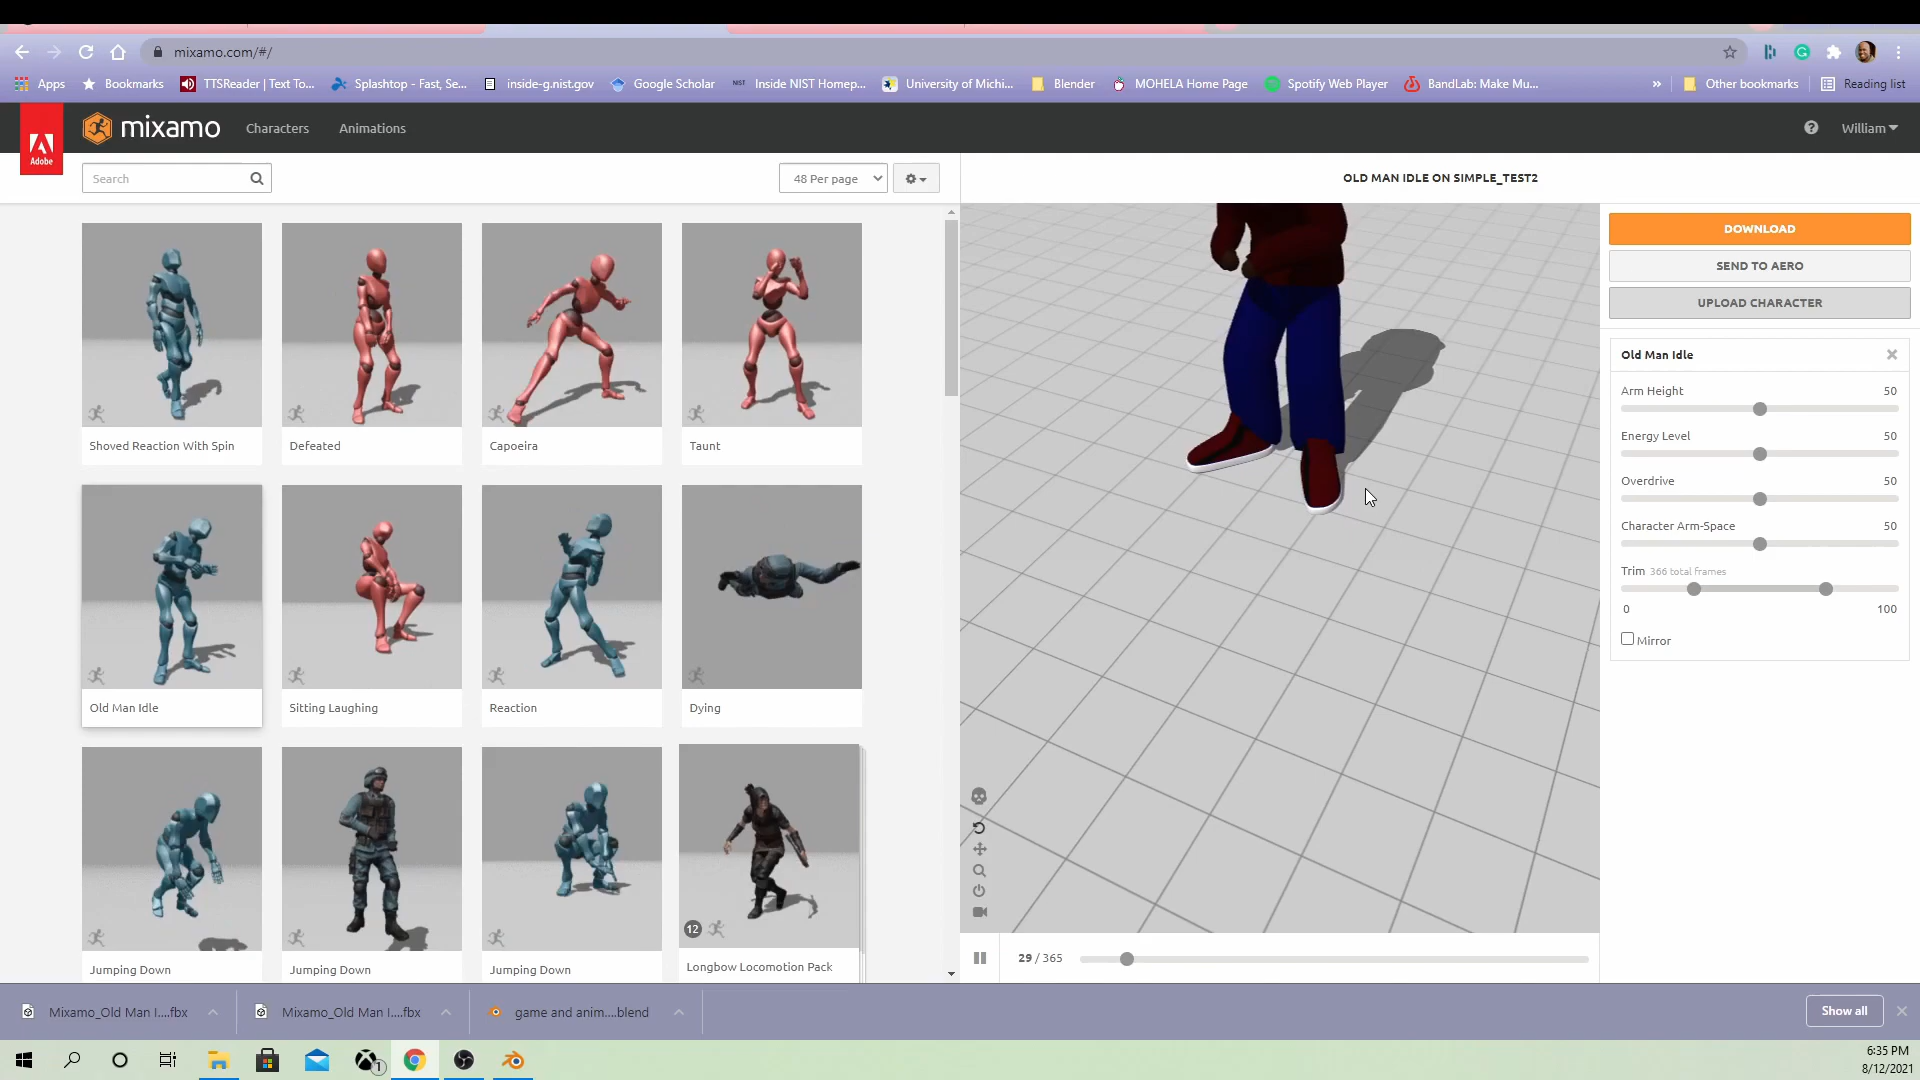 mixamo.com/#/
Apps Bookmarks TTSReader | Text To... Splashtop - Fast, Se... inside-g.nist.gov Google Scholar NIST Inside NIST Homep... University of Michi... Blender MOHELA Home Page Spotify Web Player BandLab: Make Mu... » Other bookmarks Reading list
Adobe
mixamo Characters Animations William
Search
48 Per page
OLD MAN IDLE ON SIMPLE_TEST2
DOWNLOAD
SEND TO AERO
UPLOAD CHARACTER
Old Man Idle
Arm Height 50
Energy Level 50
Overdrive 50
Character Arm-Space 50
Trim 366 total frames
0 100
Mirror
Shoved Reaction With Spin Defeated Capoeira Taunt
Old Man Idle Sitting Laughing Reaction Dying
12
Jumping Down Jumping Down Jumping Down Longbow Locomotion Pack
29 / 365
Mixamo_Old Man I....fbx Mixamo_Old Man I....fbx game and anim....blend Show all
1
6:35 PM
8/12/2021